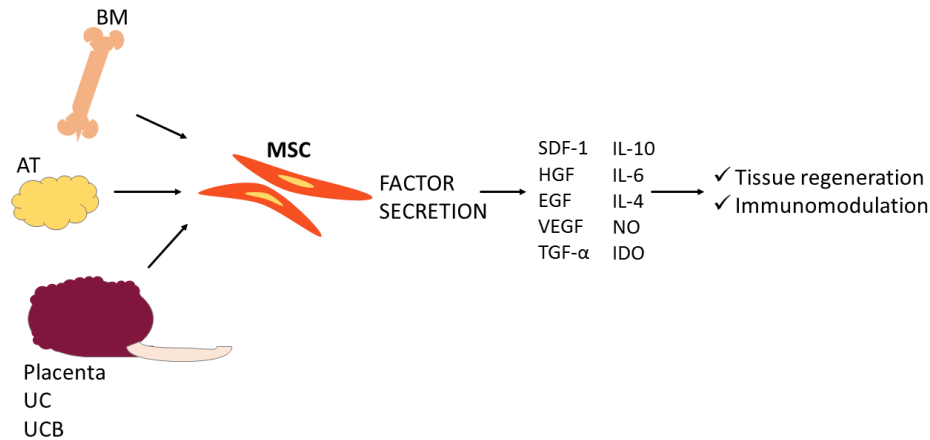 BM
AT
Placenta
UC
UCB
MSC
FACTOR
SECRETION
SDF-1 IL-10
HGF IL-6
EGF IL-4
VEGF NO
TGF-α IDO
✓ Tissue regeneration
✓ Immunomodulation